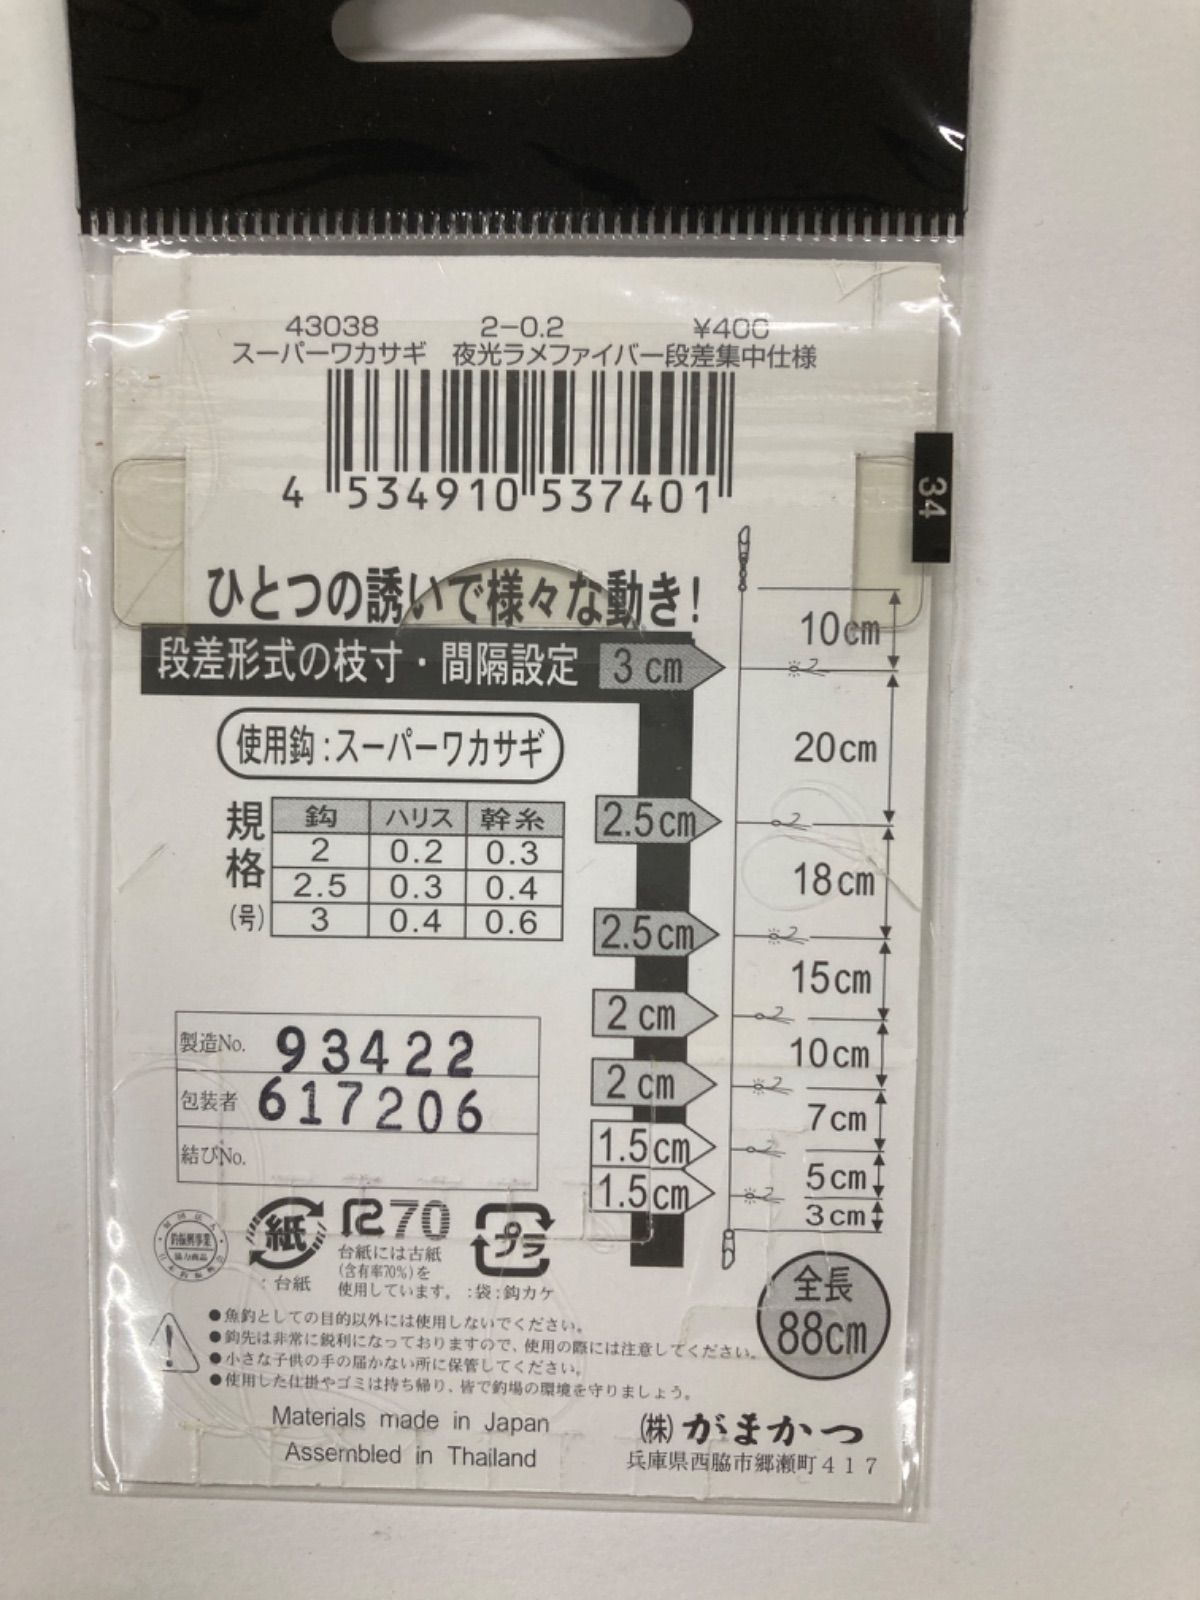 43038 2-0.2 ¥400
スーパーワカサギ 夜光ラメファイバー段差集中仕様
4 534910 537401
34
ひとつの誘いで様々な動き!
段差形式の枝寸・間隔設定
使用鈎:スーパーワカサギ
規格(号)
鈎 ハリス 幹糸
2 0.2 0.3
2.5 0.3 0.4
3 0.4 0.6
3cm
2.5cm
2.5cm
2cm
2cm
1.5cm
1.5cm
10cm
20cm
18cm
15cm
10cm
7cm
5cm
3cm
全長
88cm
製造No. 93422
包装者 617206
結びNo.
釣振興事業
協力商品
紙
:台紙
R70
台紙には古紙
(含有率70%)を
使用しています。
プラ
:袋:鈎カケ
●魚釣としての目的以外には使用しないでください。
●鈎先は非常に鋭利になっておりますので、使用の際には注意してください。
●小さな子供の手の届かない所に保管してください。
●使用した仕掛やゴミは持ち帰り、皆で釣場の環境を守りましょう。
Materials made in Japan
Assembled in Thailand
(株)がまかつ
兵庫県西脇市郷瀬町417